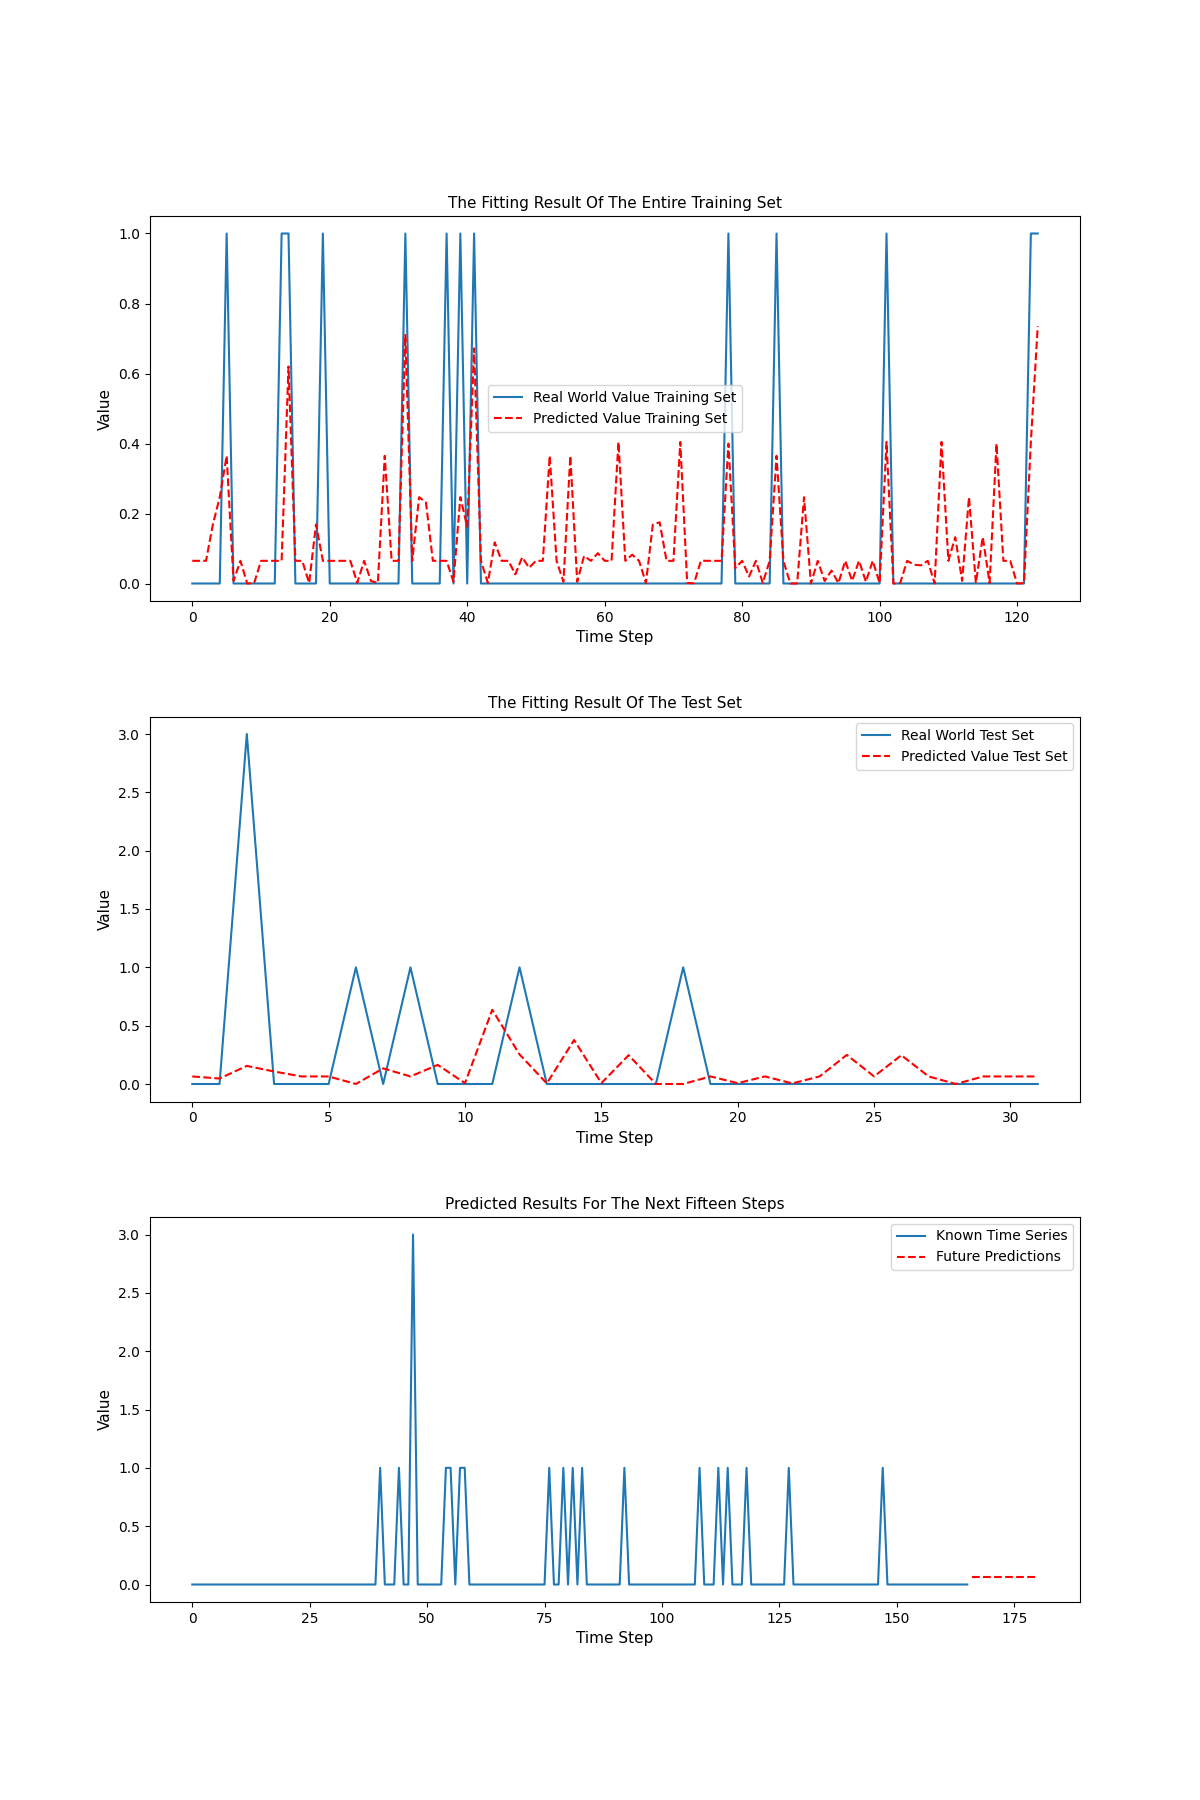 The Fitting Result Of The Entire Training Set
1.0
0.8
0.6
0.4
0.2
0.0
Value
Real World Value Training Set
Predicted Value Training Set
0 20 40 60 80 100 120
Time Step
The Fitting Result Of The Test Set
3.0
2.5
2.0
1.5
1.0
0.5
0.0
Value
Real World Test Set
Predicted Value Test Set
0 5 10 15 20 25 30
Time Step
Predicted Results For The Next Fifteen Steps
3.0
2.5
2.0
1.5
1.0
0.5
0.0
Value
Known Time Series
Future Predictions
0 25 50 75 100 125 150 175
Time Step